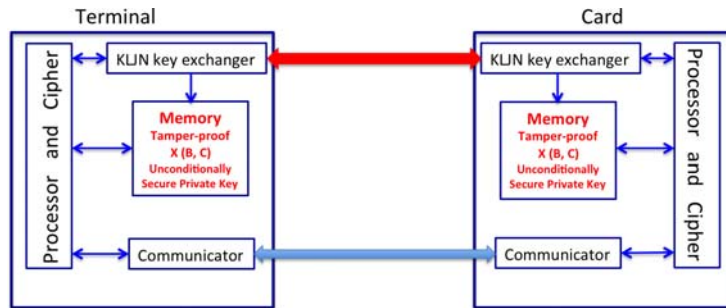 Terminal
Processor and Cipher
KLJN key exchanger
Memory
Tamper-proof
X (B, C)
Unconditionally
Secure Private Key
Communicator
Card
KLJN key exchanger
Memory
Tamper-proof
X (B, C)
Unconditionally
Secure Private Key
Communicator
Processor and Cipher